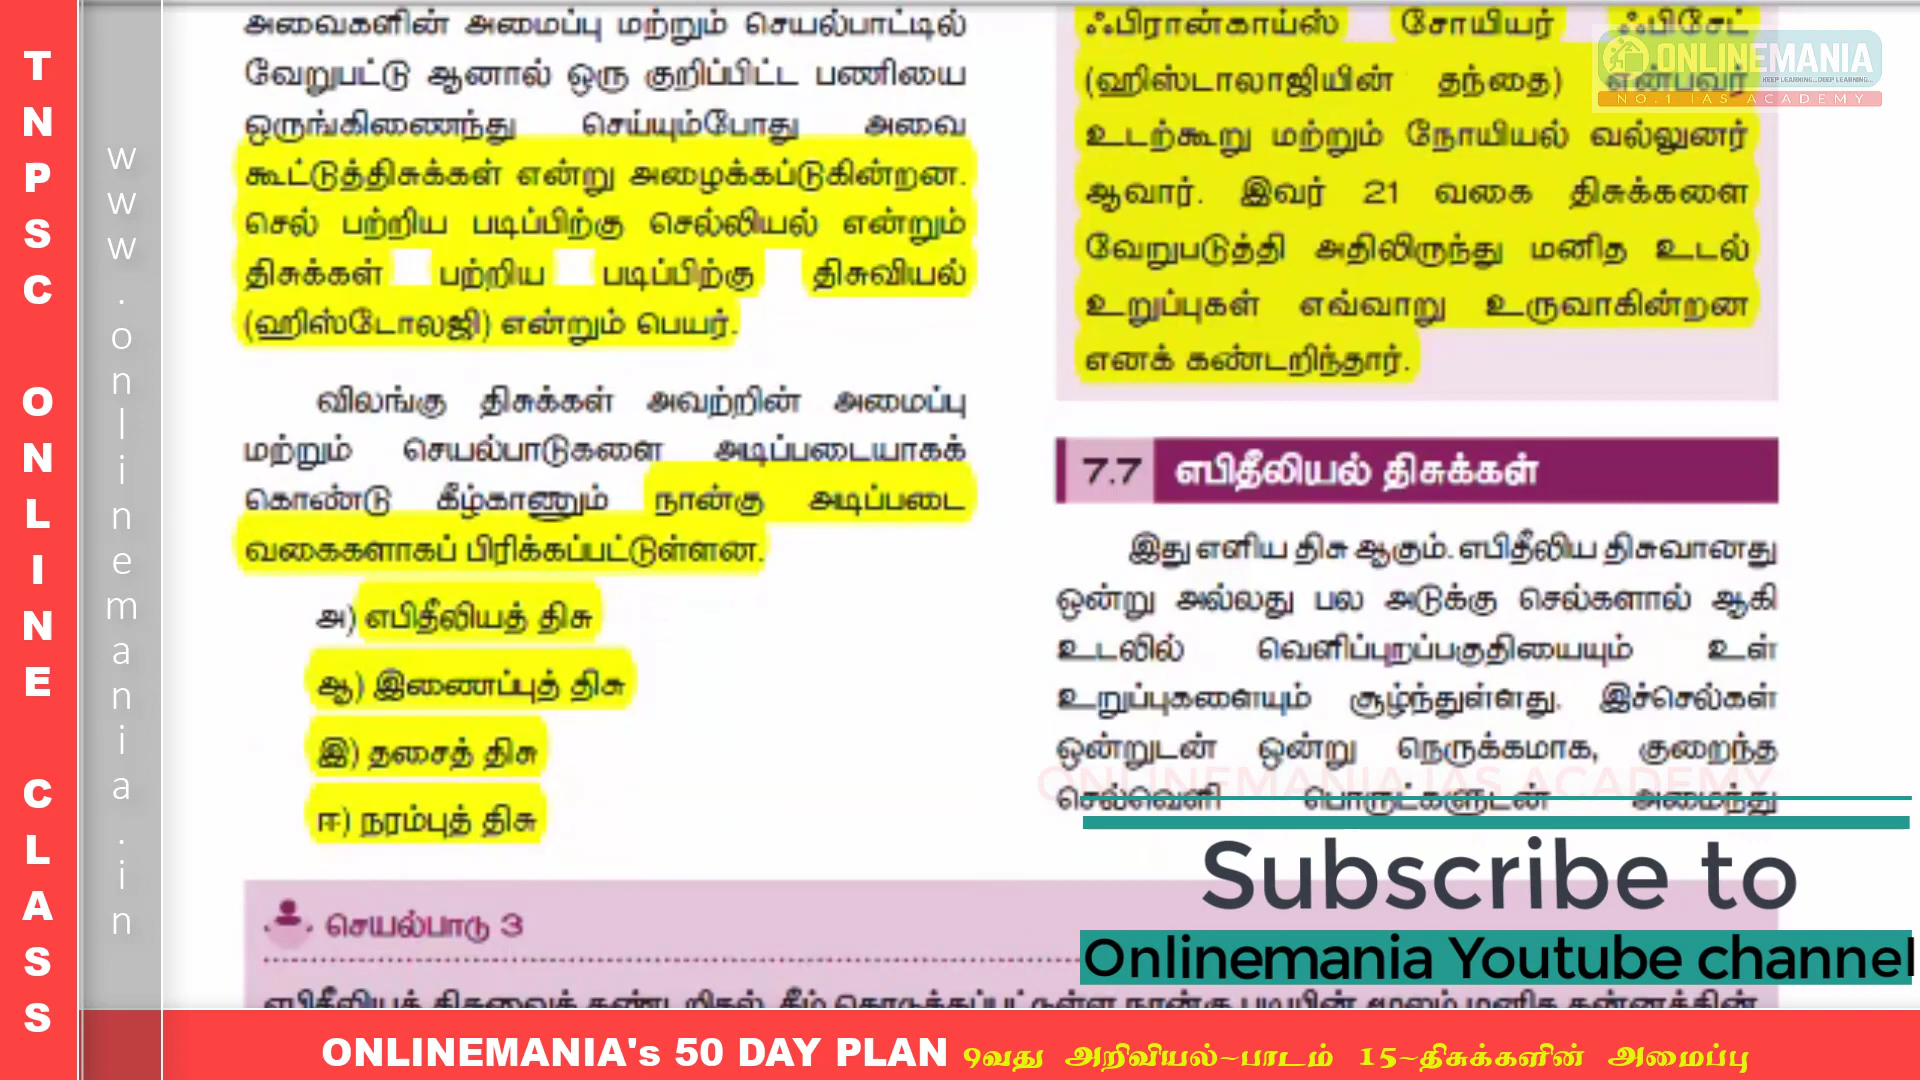 TNPSC ONLINE CLASS
www.onlinemania.in
அவைகளின் அமைப்பு மற்றும் செயல்பாட்டில்
வேறுபட்டு ஆனால் ஒரு குறிப்பிட்ட பணியை
ஒருங்கிணைந்து செய்யும்போது அவை
கூட்டுத்திசுக்கள் என்று அழைக்கப்டுகின்றன.
செல் பற்றிய படிப்பிற்கு செல்லியல் என்றும்
திசுக்கள் பற்றிய படிப்பிற்கு திசுவியல்
(ஹிஸ்டோலஜி) என்றும் பெயர்.
விலங்கு திசுக்கள் அவற்றின் அமைப்பு
மற்றும் செயல்பாடுகளை அடிப்படையாகக்
கொண்டு கீழ்காணும் நான்கு அடிப்படை
வகைகளாகப் பிரிக்கப்பட்டுள்ளன.
அ) எபிதீலியத் திசு
ஆ) இணைப்புத் திசு
இ) தசைத் திசு
ஈ) நரம்புத் திசு
செயல்பாடு 3
ஃபிரான்காய்ஸ் சோயியர் ஃபிசேட்
(ஹிஸ்டாலாஜியின் தந்தை) என்பவர்
உடற்கூறு மற்றும் நோயியல் வல்லுனர்
ஆவார். இவர் 21 வகை திசுக்களை
வேறுபடுத்தி அதிலிருந்து மனித உடல்
உறுப்புகள் எவ்வாறு உருவாகின்றன
எனக் கண்டறிந்தார்.
7.7 எபிதீலியல் திசுக்கள்
இது எளிய திசு ஆகும். எபிதீலிய திசுவானது
ஒன்று அல்லது பல அடுக்கு செல்களால் ஆகி
உடலில் வெளிப்புறப்பகுதியையும் உள்
உறுப்புகளையும் சூழ்ந்துள்ளது. இச்செல்கள்
ஒன்றுடன் ஒன்று நெருக்கமாக, குறைந்த
செல்வெளி பொருட்களுடன் அமைந்து
ONLINEMANIA IAS ACADEMY
ONLINEMANIA
KEEP LEARNING...DEEP LEARNING...
NO.1 IAS ACADEMY
Subscribe to
Onlinemania Youtube channel
ONLINEMANIA's 50 DAY PLAN 9வது அறிவியல்-பாடம் 15-திசுக்களின் அமைப்பு